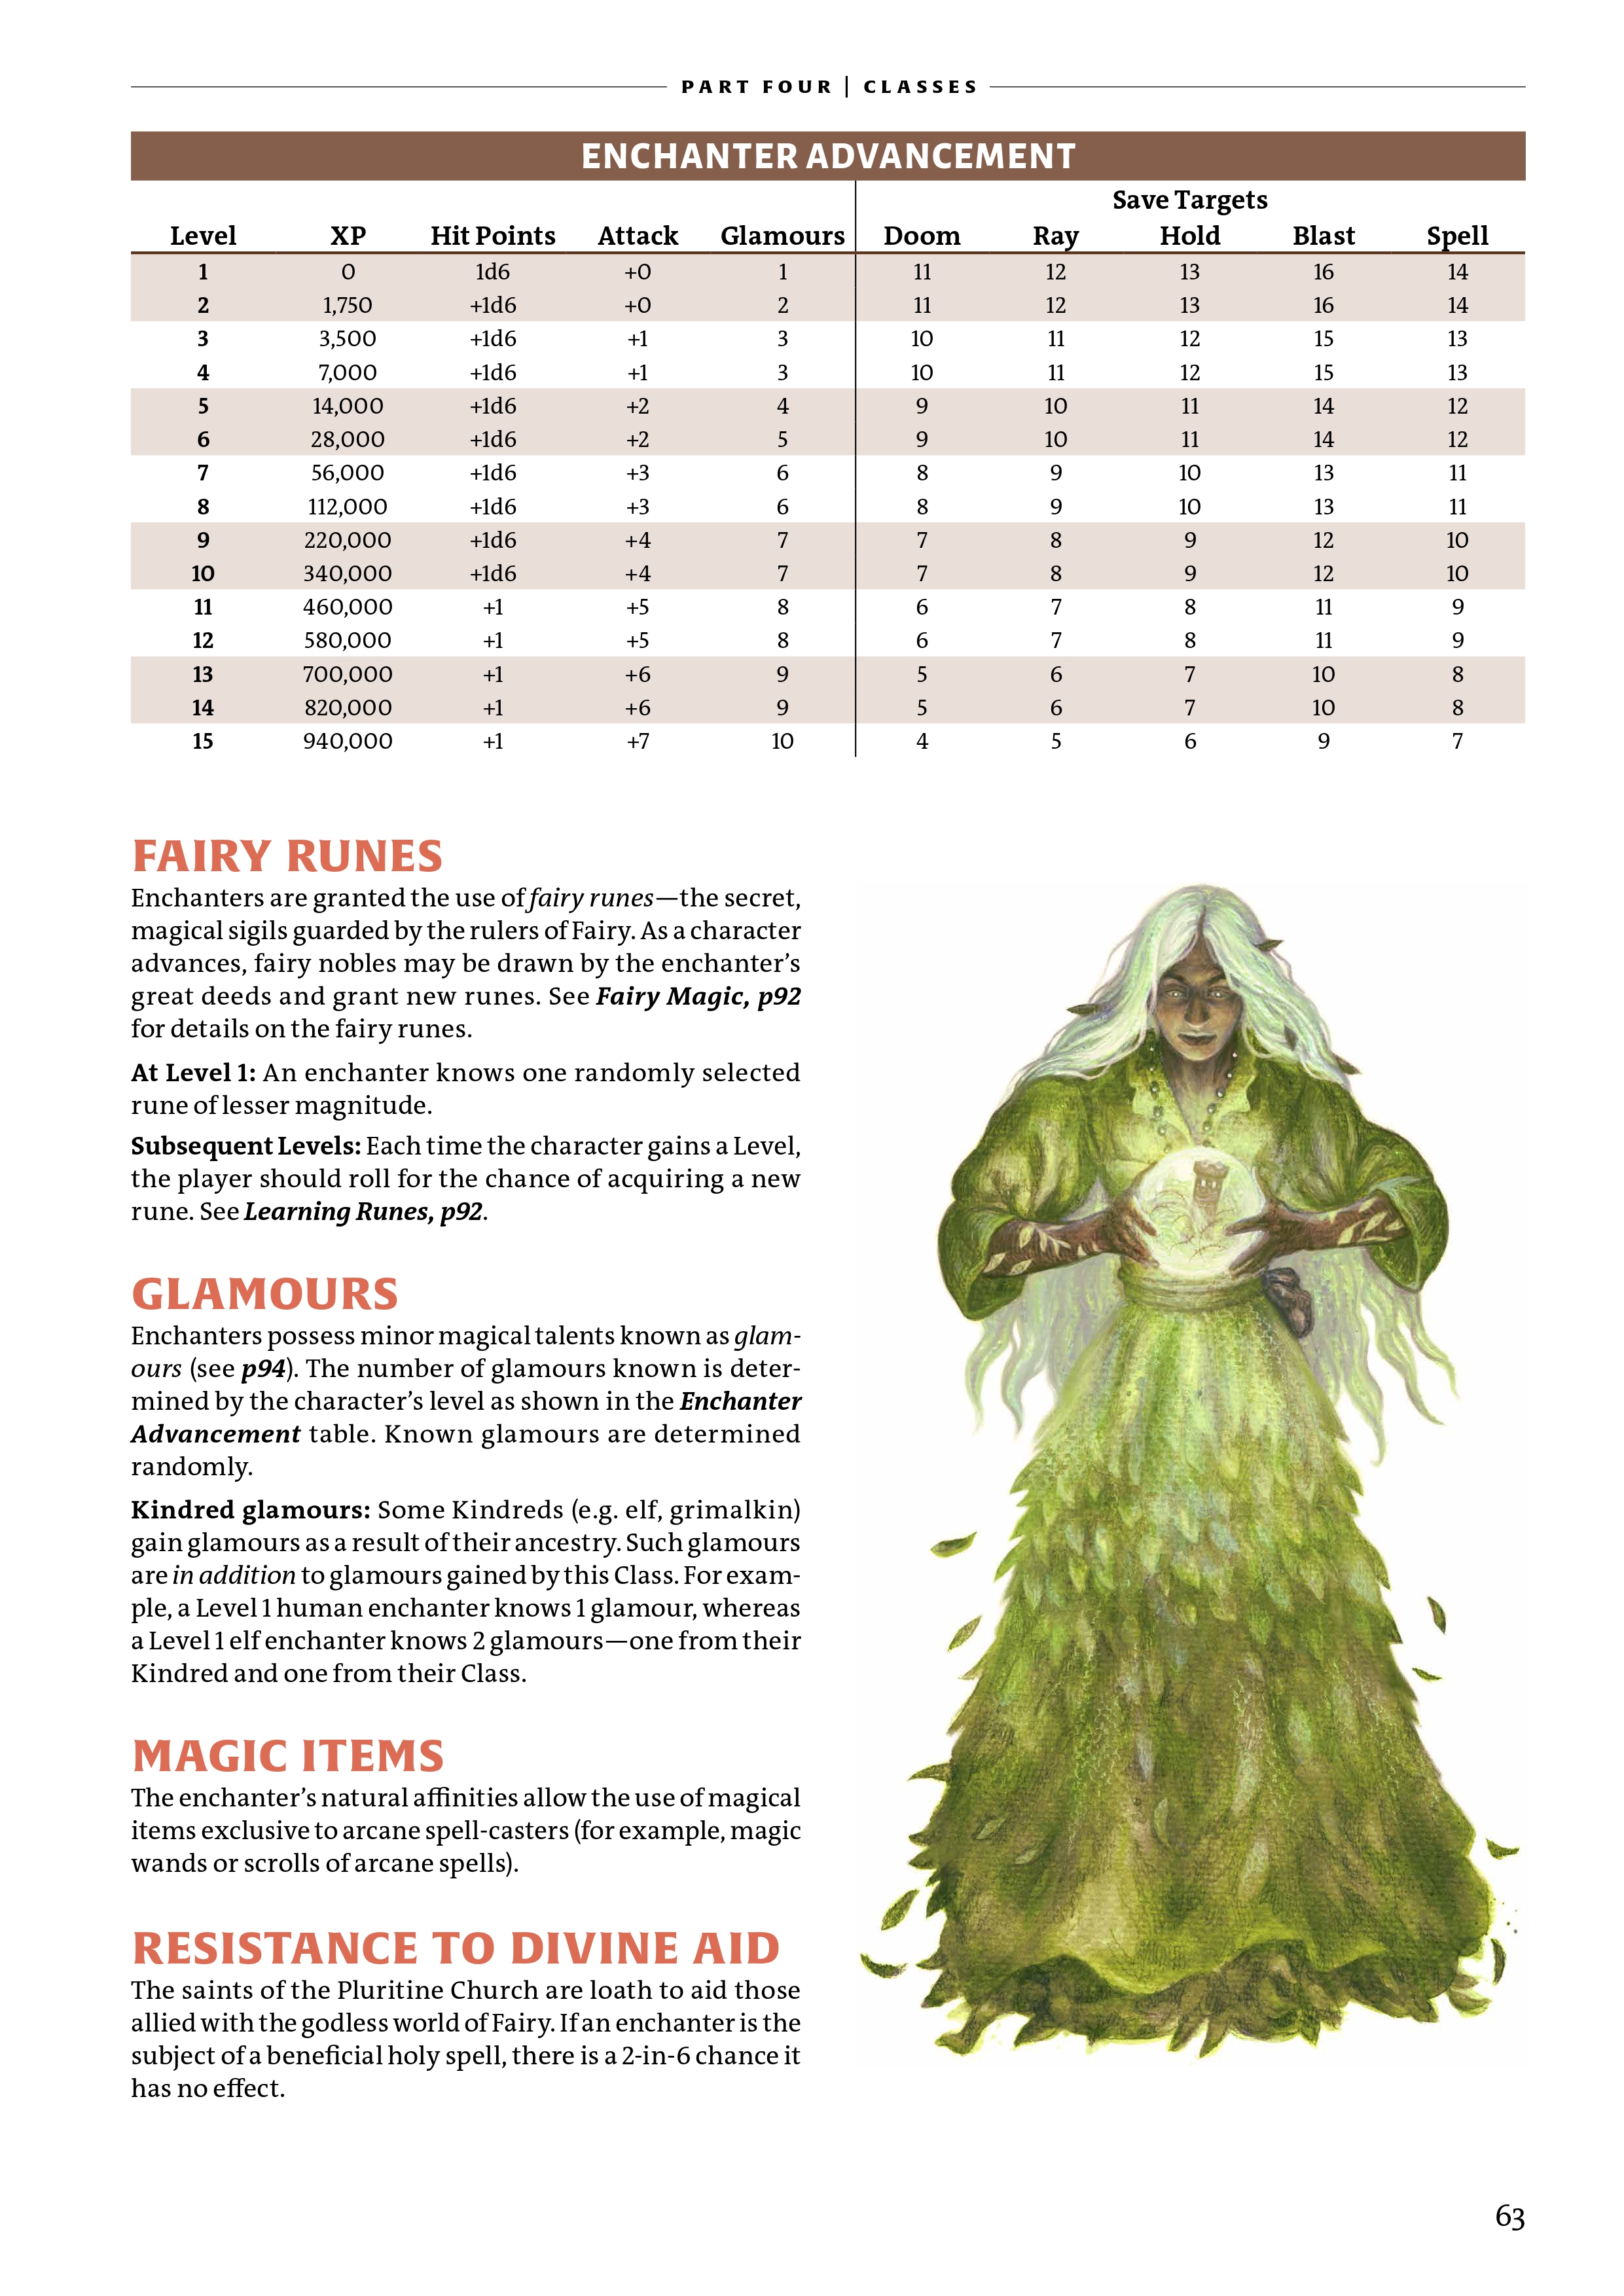 PART FOUR | CLASSES
ENCHANTER ADVANCEMENT
Save Targets
Level XP Hit Points Attack Glamours Doom Ray Hold Blast Spell
1 0 1d6 +0 1 11 12 13 16 14
2 1,750 +1d6 +0 2 11 12 13 16 14
3 3,500 +1d6 +1 3 10 11 12 15 13
4 7,000 +1d6 +1 3 10 11 12 15 13
5 14,000 +1d6 +2 4 9 10 11 14 12
6 28,000 +1d6 +2 5 9 10 11 14 12
7 56,000 +1d6 +3 6 8 9 10 13 11
8 112,000 +1d6 +3 6 8 9 10 13 11
9 220,000 +1d6 +4 7 7 8 9 12 10
10 340,000 +1d6 +4 7 7 8 9 12 10
11 460,000 +1 +5 8 6 7 8 11 9
12 580,000 +1 +5 8 6 7 8 11 9
13 700,000 +1 +6 9 5 6 7 10 8
14 820,000 +1 +6 9 5 6 7 10 8
15 940,000 +1 +7 10 4 5 6 9 7
FAIRY RUNES
Enchanters are granted the use of fairy runes—the secret,
magical sigils guarded by the rulers of Fairy. As a character
advances, fairy nobles may be drawn by the enchanter’s
great deeds and grant new runes. See Fairy Magic, p92
for details on the fairy runes.
At Level 1: An enchanter knows one randomly selected
rune of lesser magnitude.
Subsequent Levels: Each time the character gains a Level,
the player should roll for the chance of acquiring a new
rune. See Learning Runes, p92.
GLAMOURS
Enchanters possess minor magical talents known as glam-
ours (see p94). The number of glamours known is deter-
mined by the character’s level as shown in the Enchanter
Advancement table. Known glamours are determined
randomly.
Kindred glamours: Some Kindreds (e.g. elf, grimalkin)
gain glamours as a result of their ancestry. Such glamours
are in addition to glamours gained by this Class. For exam-
ple, a Level 1 human enchanter knows 1 glamour, whereas
a Level 1 elf enchanter knows 2 glamours—one from their
Kindred and one from their Class.
MAGIC ITEMS
The enchanter’s natural affinities allow the use of magical
items exclusive to arcane spell-casters (for example, magic
wands or scrolls of arcane spells).
RESISTANCE TO DIVINE AID
The saints of the Pluritine Church are loath to aid those
allied with the godless world of Fairy. If an enchanter is the
subject of a beneficial holy spell, there is a 2-in-6 chance it
has no effect.
63